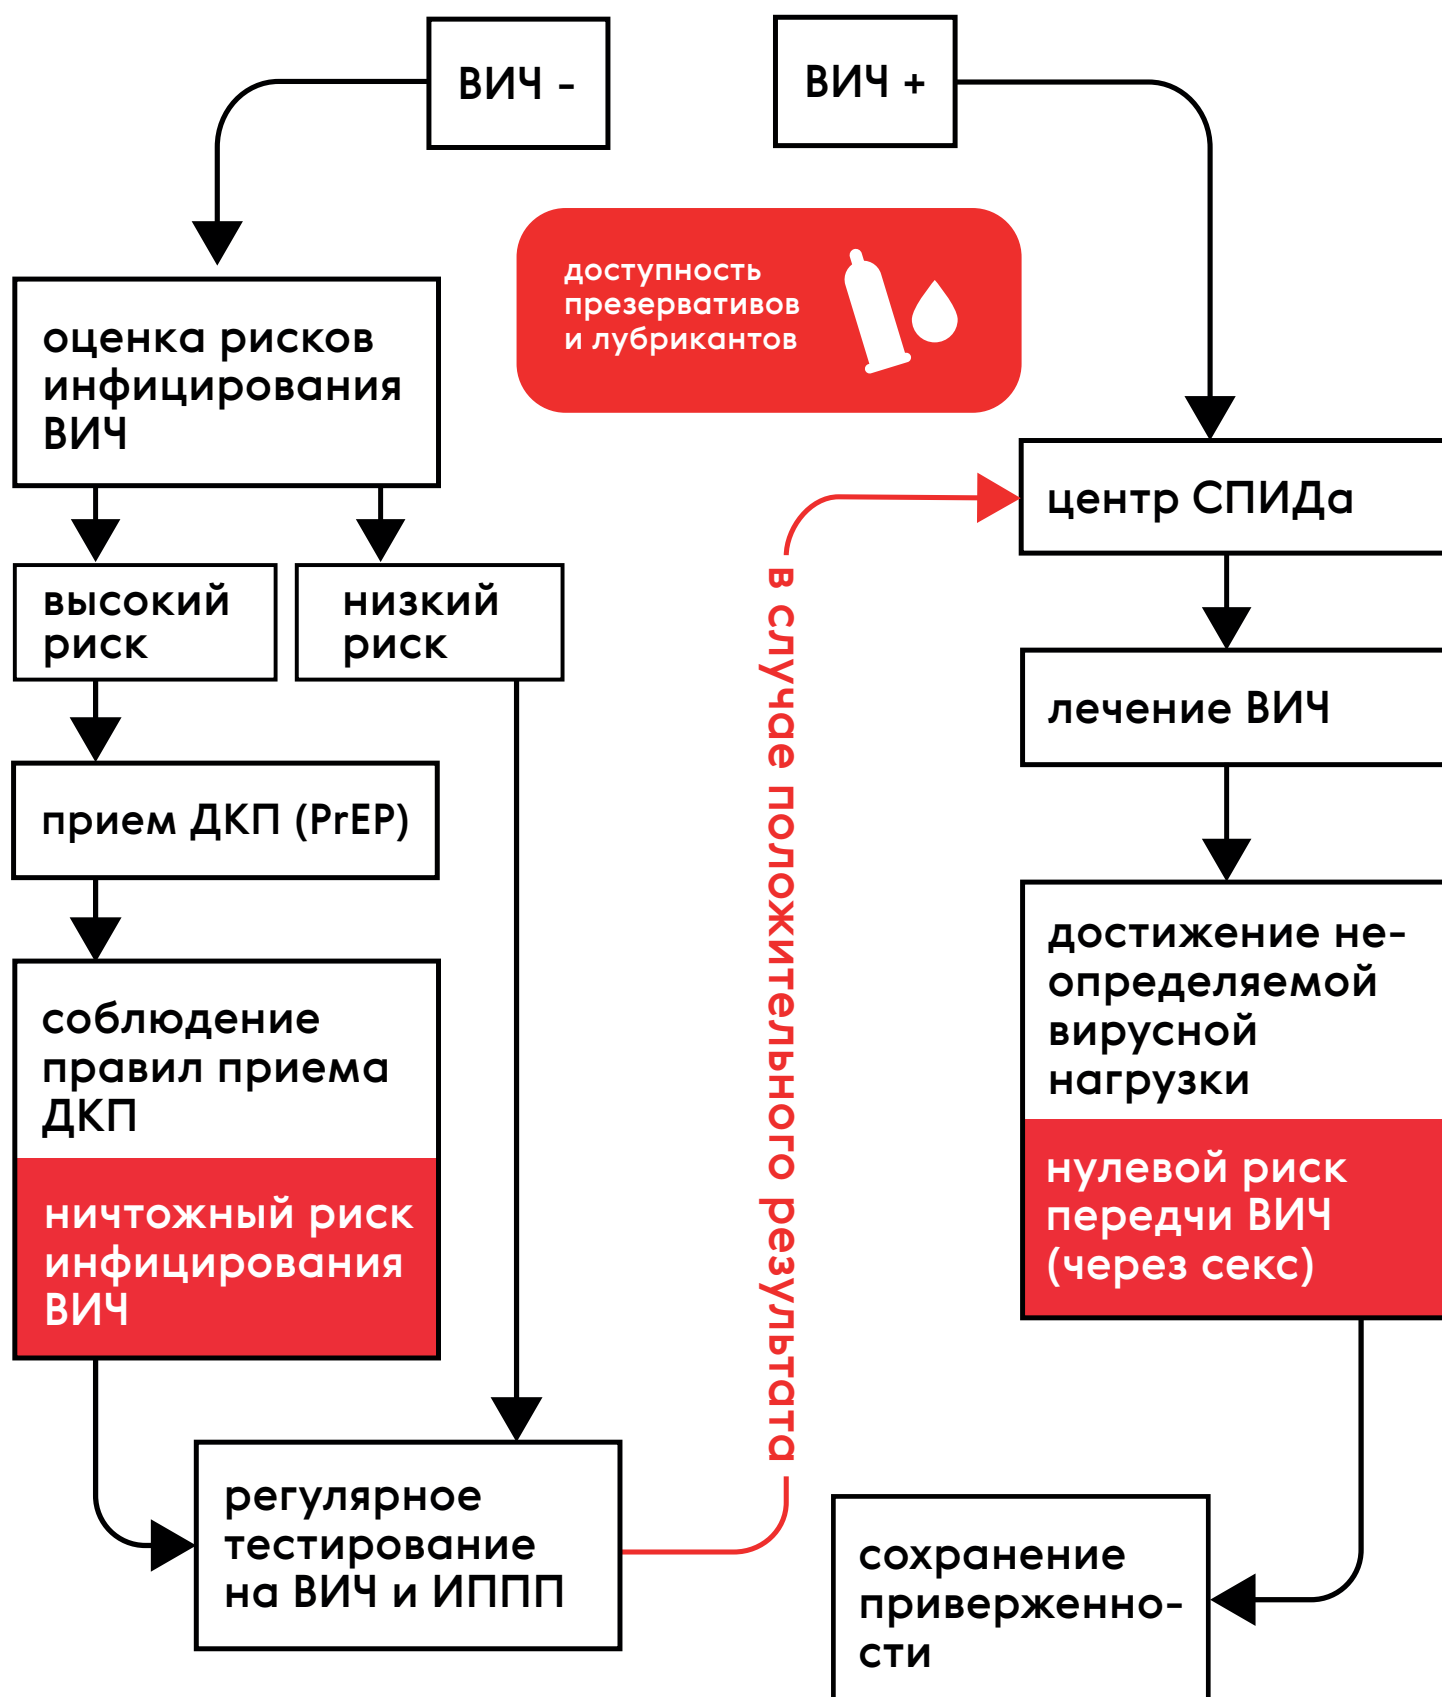 ВИЧ -
ВИЧ +
доступность
презервативов
и лубрикантов
оценка рисков
инфицирования
ВИЧ
высокий
риск
низкий
риск
прием ДКП (PrEP)
соблюдение
правил приема
ДКП
ничтожный риск
инфицирования
ВИЧ
регулярное
тестирование
на ВИЧ и ИППП
в случае положительного результата
центр СПИДа
лечение ВИЧ
достижение не-
определяемой
вирусной
нагрузки
нулевой риск
передчи ВИЧ
(через секс)
сохранение
приверженно-
сти